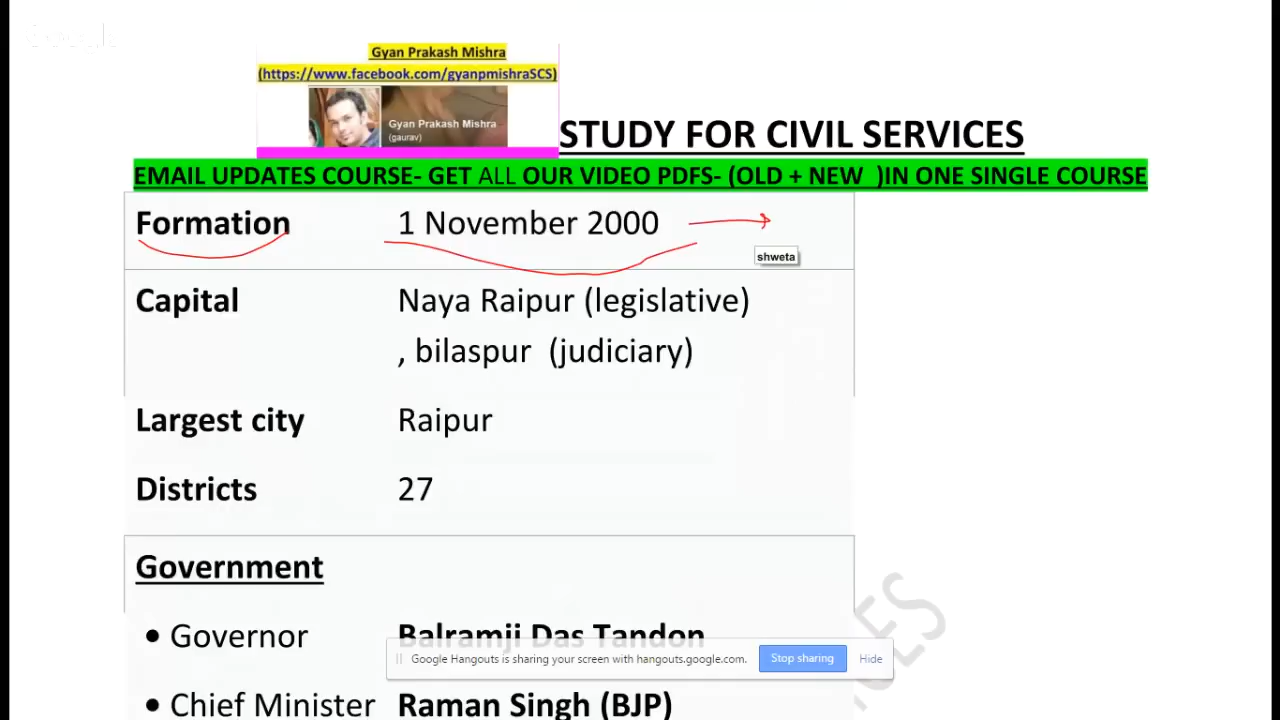 Google
Gyan Prakash Mishra
(https://www.facebook.com/gyanpmishraSCS)
Gyan Prakash Mishra
(gaurav)
STUDY FOR CIVIL SERVICES
EMAIL UPDATES COURSE- GET ALL OUR VIDEO PDFS- (OLD + NEW )IN ONE SINGLE COURSE
Formation 1 November 2000
shweta
Capital Naya Raipur (legislative)
, bilaspur (judiciary)
Largest city Raipur
Districts 27
Government
• Governor Balramji Das Tandon
Google Hangouts is sharing your screen with hangouts.google.com. Stop sharing Hide
• Chief Minister Raman Singh (BJP)